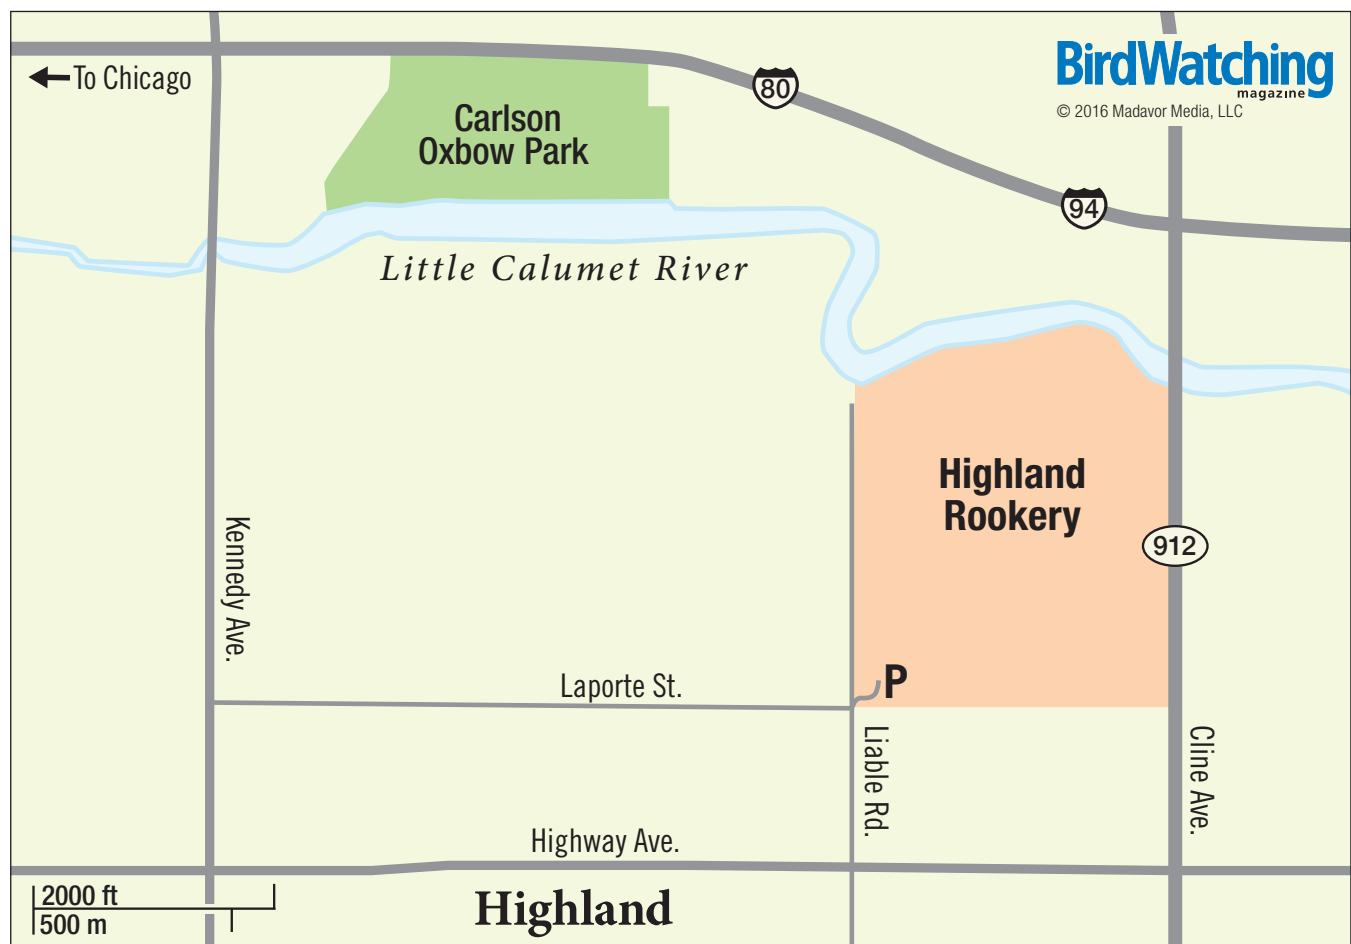 BirdWatching
magazine
© 2016 Madavor Media, LLC
To Chicago
80
Carlson
Oxbow Park
94
Little Calumet River
Highland
Rookery
912
Kennedy Ave.
Laporte St.
P
Liable Rd.
Cline Ave.
Highway Ave.
2000 ft
500 m
Highland